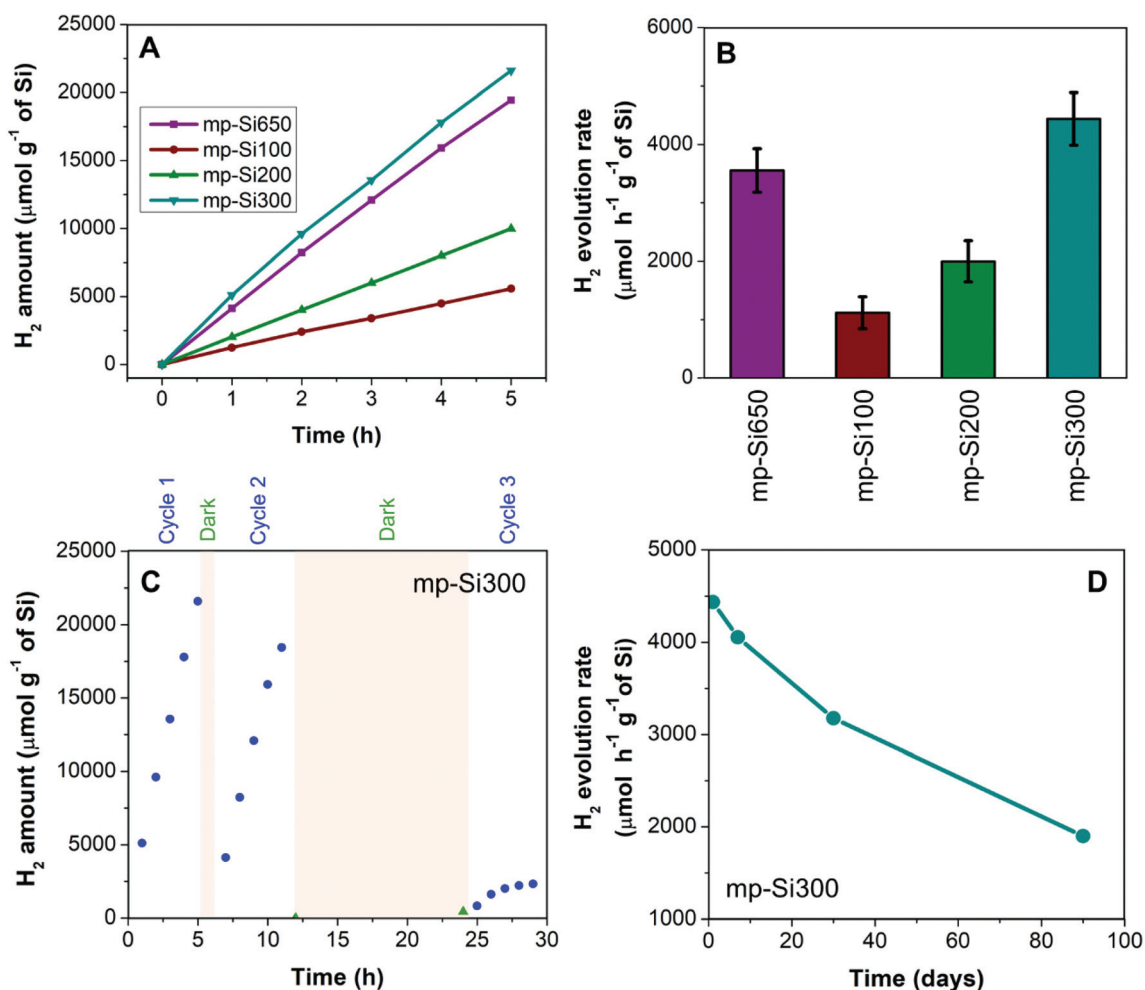 A
H₂ amount (μmol g⁻¹ of Si)
25000
20000
15000
10000
5000
0
mp-Si650
mp-Si100
mp-Si200
mp-Si300
0 1 2 3 4 5
Time (h)
B
H₂ evolution rate
(μmol h⁻¹ g⁻¹ of Si)
6000
4000
2000
0
mp-Si650
mp-Si100
mp-Si200
mp-Si300
Cycle 1
Dark
Cycle 2
Dark
Cycle 3
C
mp-Si300
H₂ amount (μmol g⁻¹ of Si)
25000
20000
15000
10000
5000
0
0 5 10 15 20 25 30
Time (h)
D
H₂ evolution rate
(μmol h⁻¹ g⁻¹of Si)
5000
4000
3000
2000
1000
mp-Si300
0 20 40 60 80 100
Time (days)